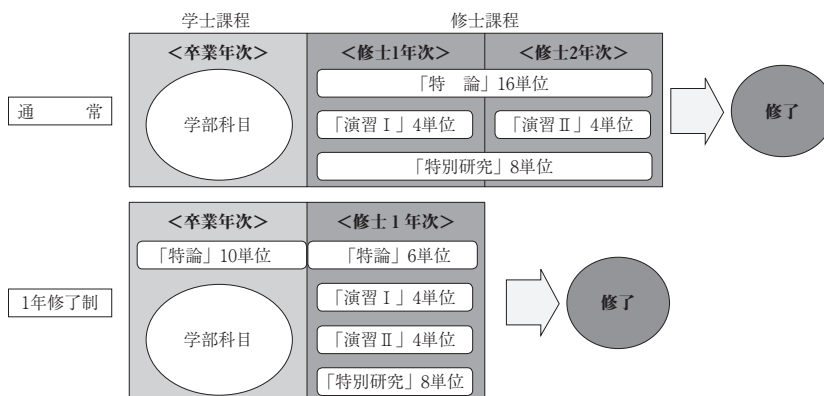 学士課程 修士課程
<卒業年次> <修士1年次> <修士2年次>
「特 論」16単位
通 常
学部科目
「演習Ⅰ」4単位 「演習Ⅱ」4単位
修了
「特別研究」8単位
<卒業年次> <修士1年次>
「特論」10単位 「特論」6単位
1年修了制
「演習Ⅰ」4単位
修了
学部科目
「演習Ⅱ」4単位
「特別研究」8単位